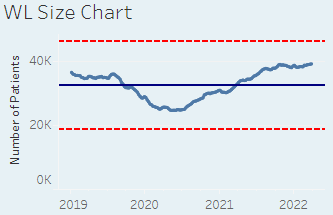 WL Size Chart
Number of Patients
40K
20K
0K
2019 2020 2021 2022